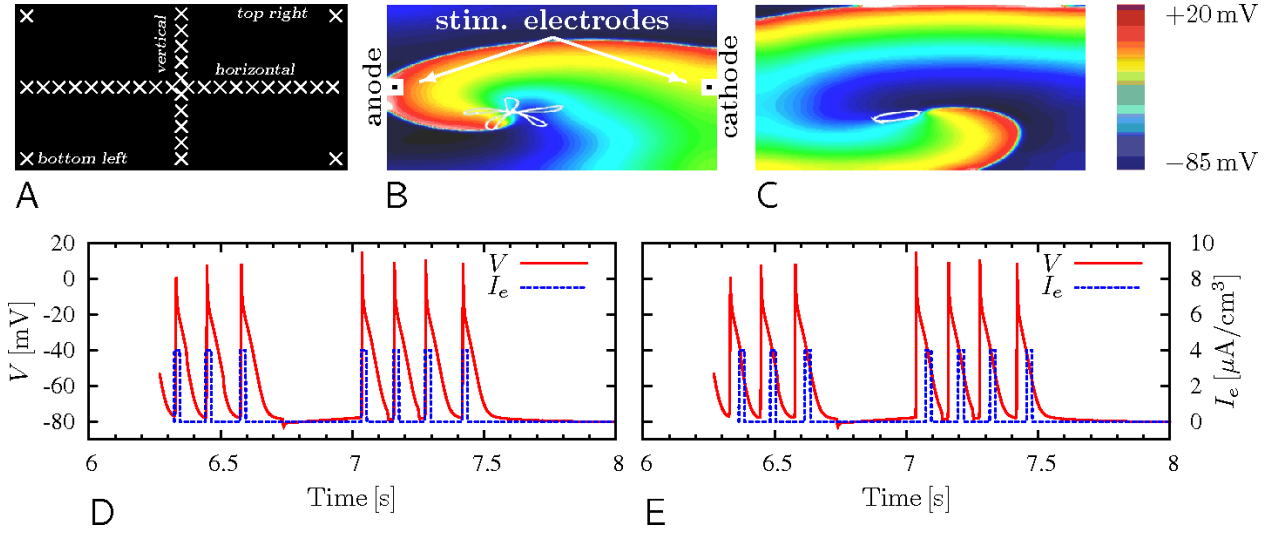 top right
vertical
horizontal
bottom left
A
stim. electrodes
anode
cathode
B
C
+20 mV
−85 mV
20
0
-20
-40
-60
-80
V [mV]
V
I_e
6
6.5
7
7.5
8
Time [s]
D
V
I_e
10
8
6
4
2
0
I_e [μA/cm³]
6
6.5
7
7.5
8
Time [s]
E